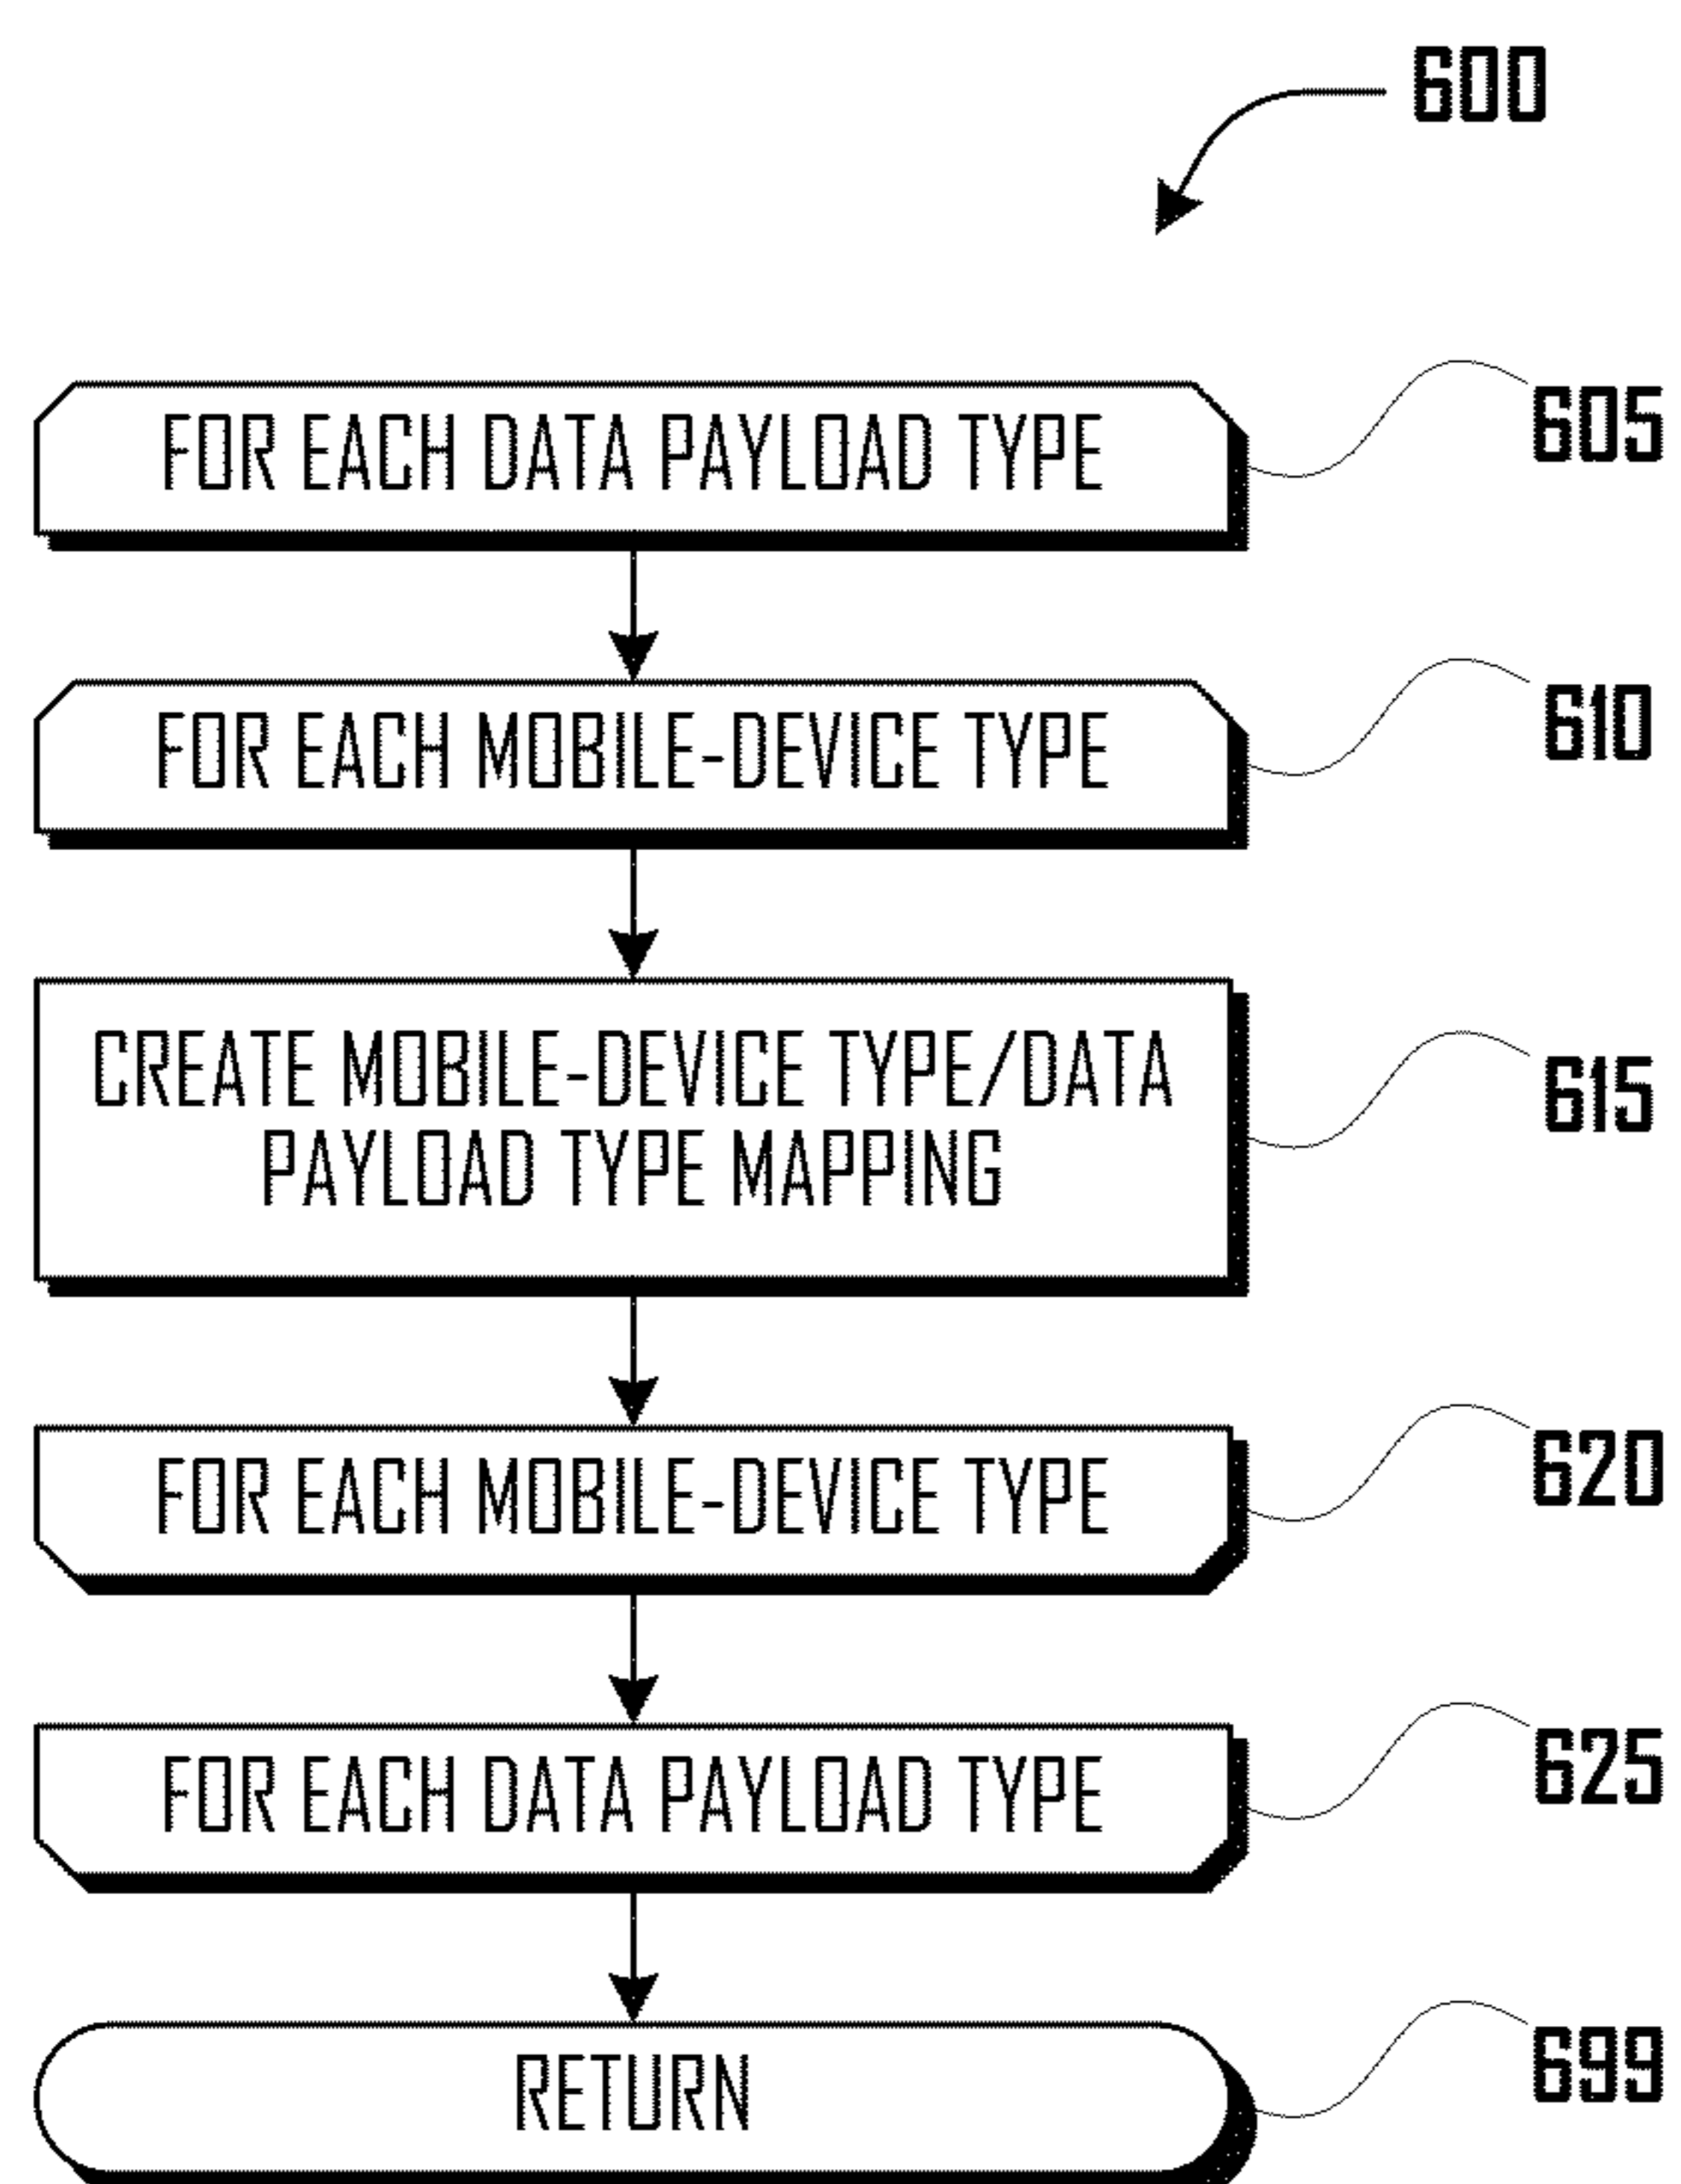 600
FOR EACH DATA PAYLOAD TYPE
605
FOR EACH MOBILE-DEVICE TYPE
610
CREATE MOBILE-DEVICE TYPE/DATA
PAYLOAD TYPE MAPPING
615
FOR EACH MOBILE-DEVICE TYPE
620
FOR EACH DATA PAYLOAD TYPE
625
RETURN
699